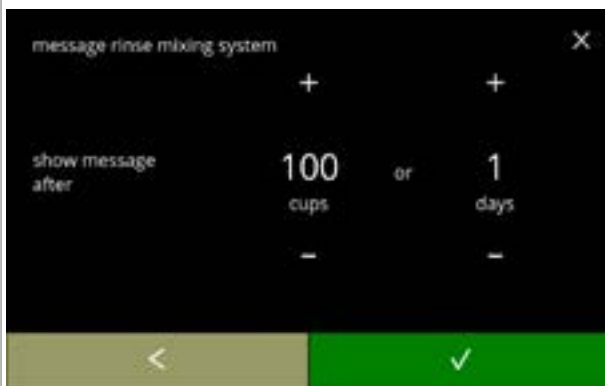 message rinse mixing system
×
+ +
show message
after
100 or 1
cups days
- -
< ✓